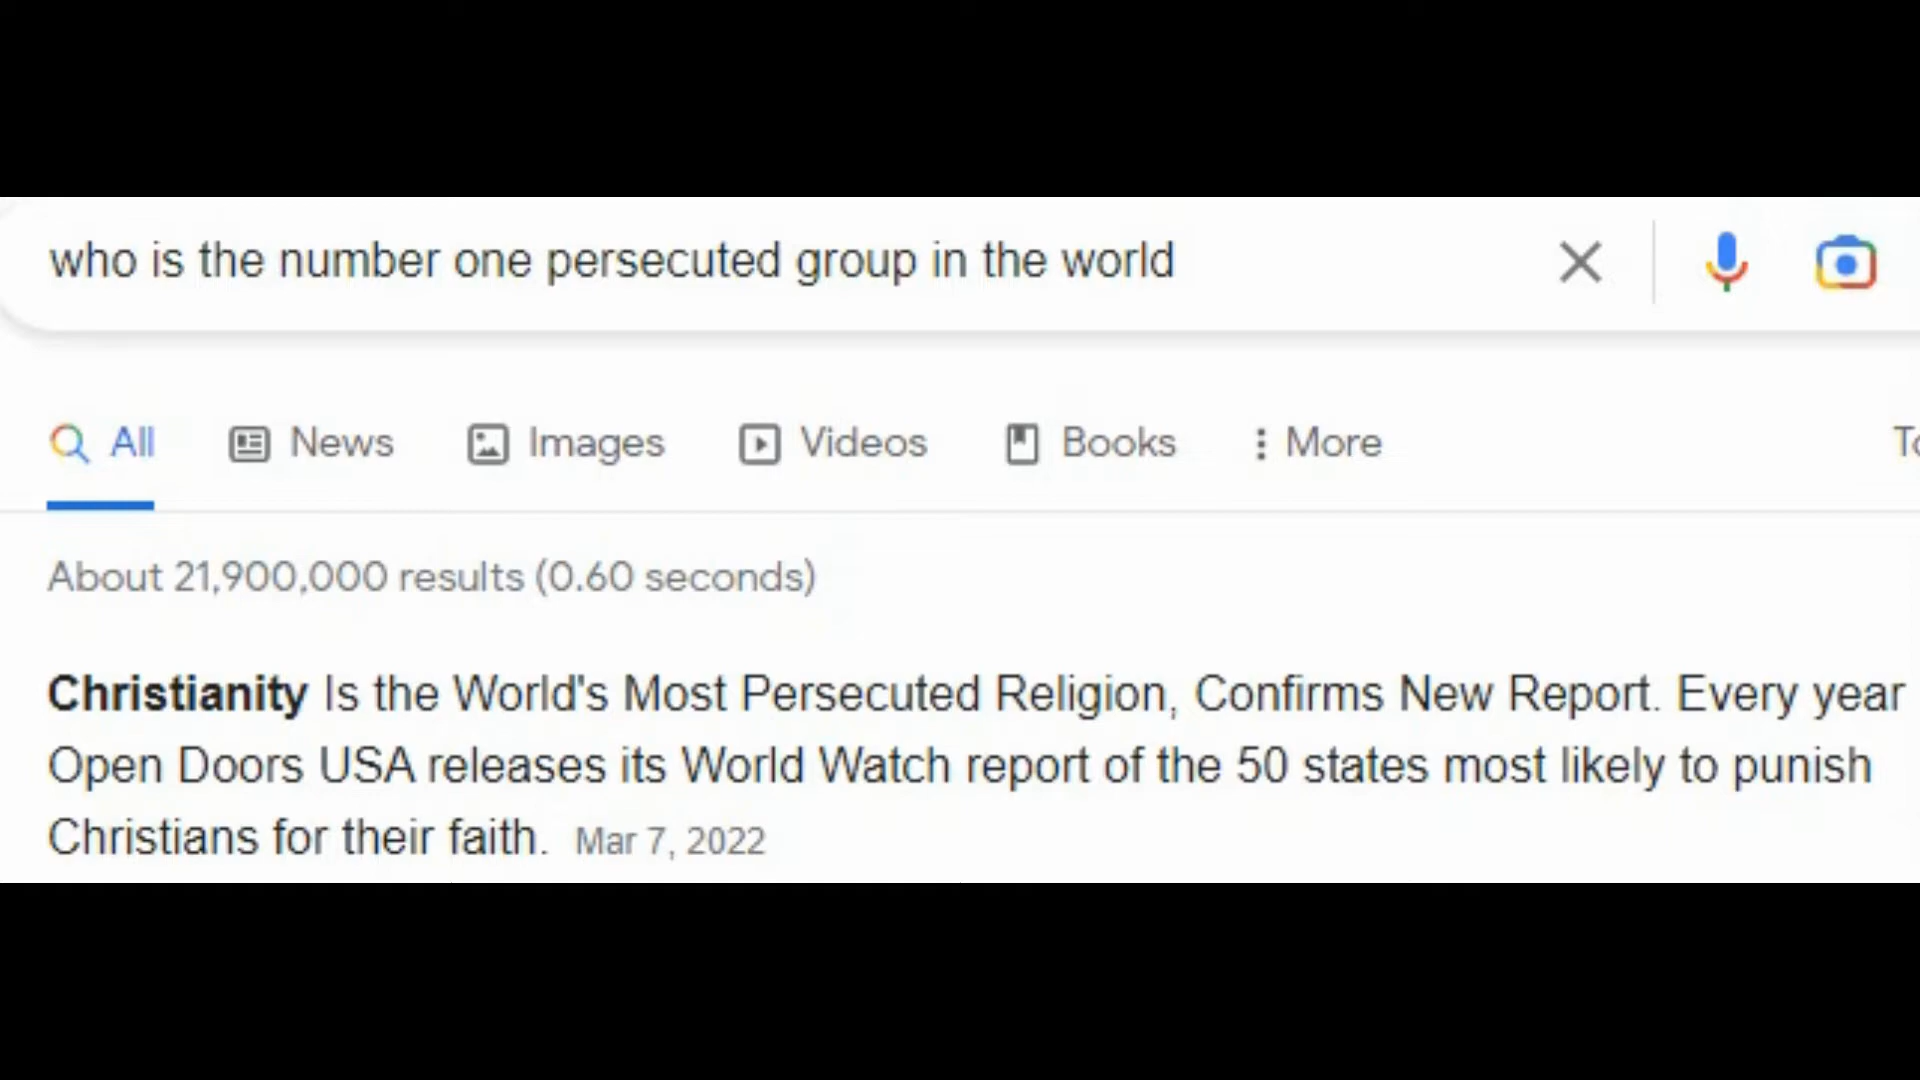 who is the number one persecuted group in the world
All News Images Videos Books More
About 21,900,000 results (0.60 seconds)
Christianity Is the World's Most Persecuted Religion, Confirms New Report. Every year
Open Doors USA releases its World Watch report of the 50 states most likely to punish
Christians for their faith. Mar 7, 2022